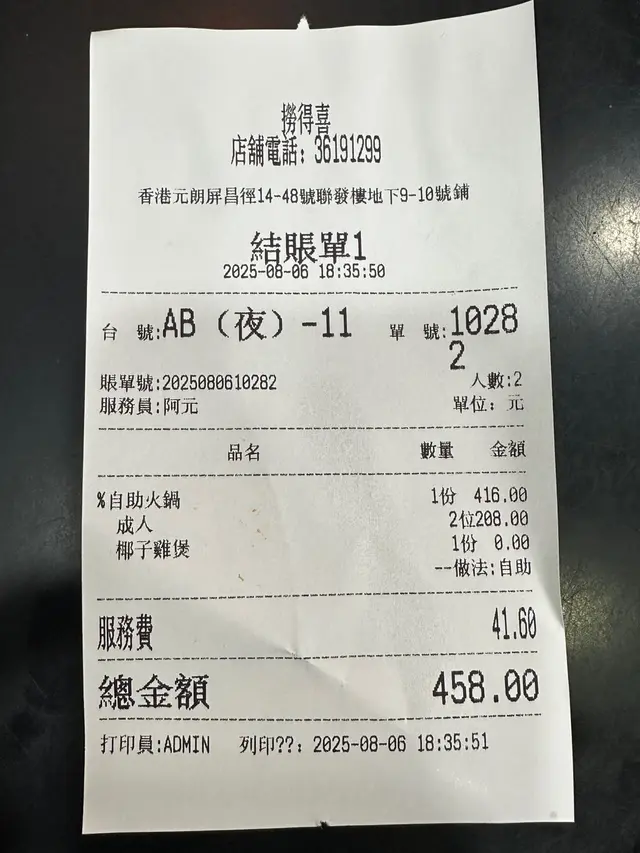 撈得喜
店舖電話：36191299
香港元朗屏昌徑14-48號聯發樓地下9-10號鋪
結賬單1
2025-08-06 18:35:50
台 號:AB（夜）-11 單 號:1028
2
賬單號:2025080610282 人數:2
服務員:阿元 單位：元
品名 數量 金額
%自助火鍋 1份 416.00
成人 2位208.00
椰子雞煲 1份 0.00
--做法:自助
服務費 41.60
總金額 458.00
打印員:ADMIN 列印??：2025-08-06 18:35:51